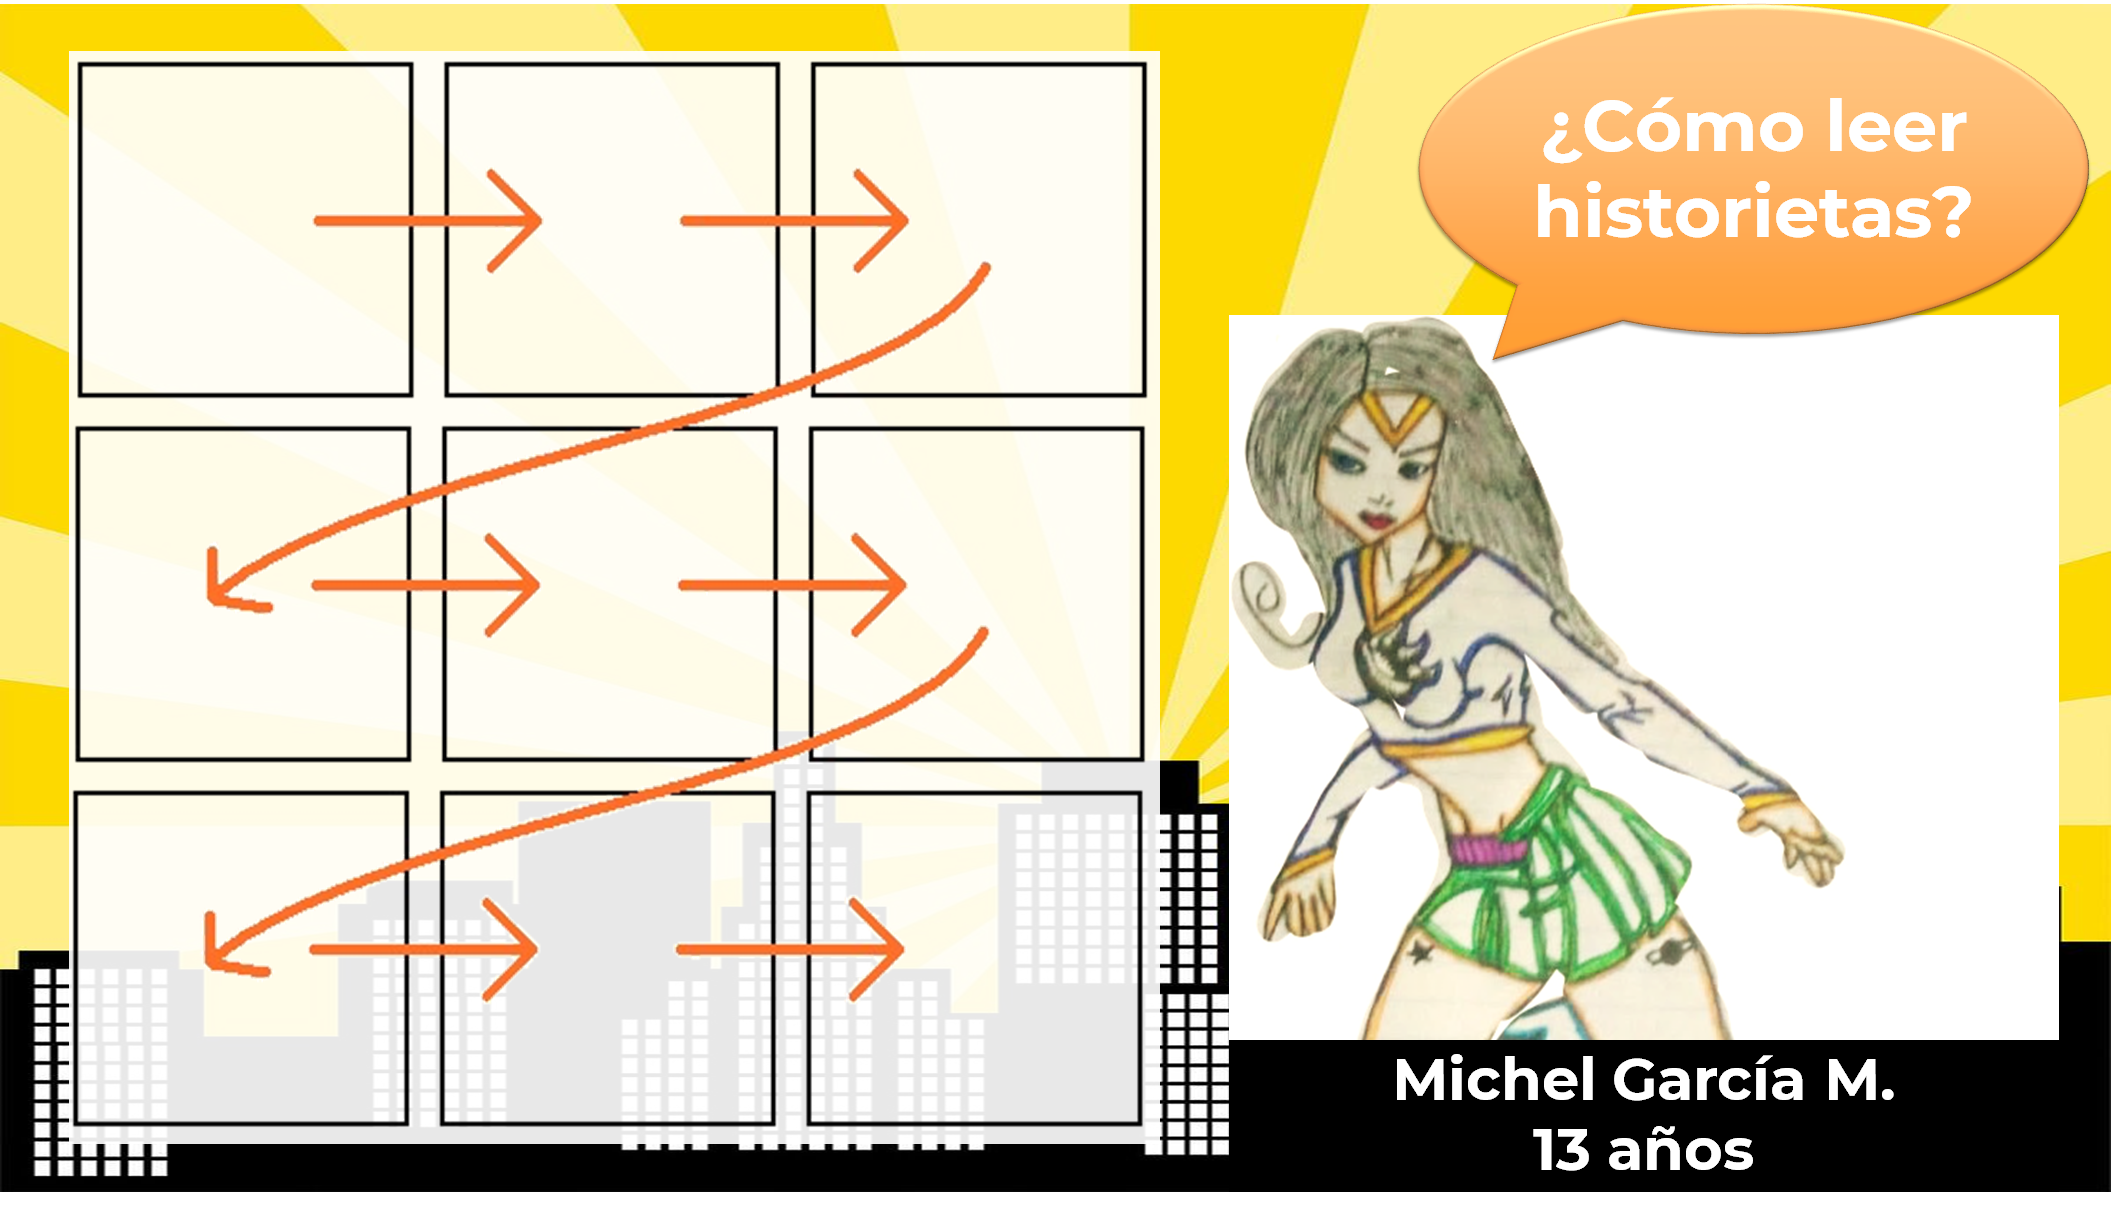 ¿Cómo leer
historietas?
Michel García M.
13 años